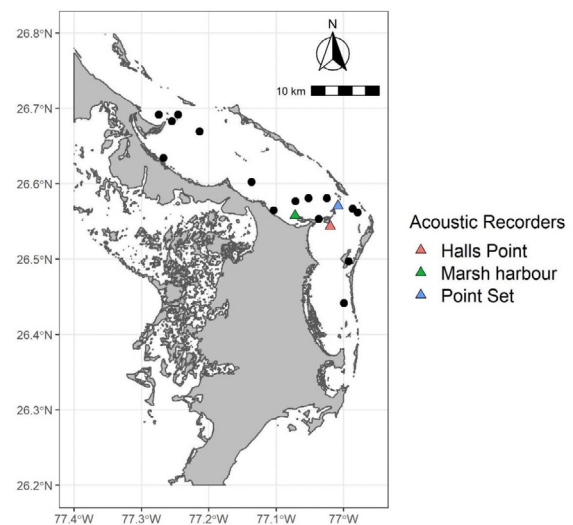 26.8°N
26.7°N
26.6°N
26.5°N
26.4°N
26.3°N
26.2°N
77.4°W 77.3°W 77.2°W 77.1°W 77°W
N
10 km
Acoustic Recorders
Halls Point
Marsh harbour
Point Set